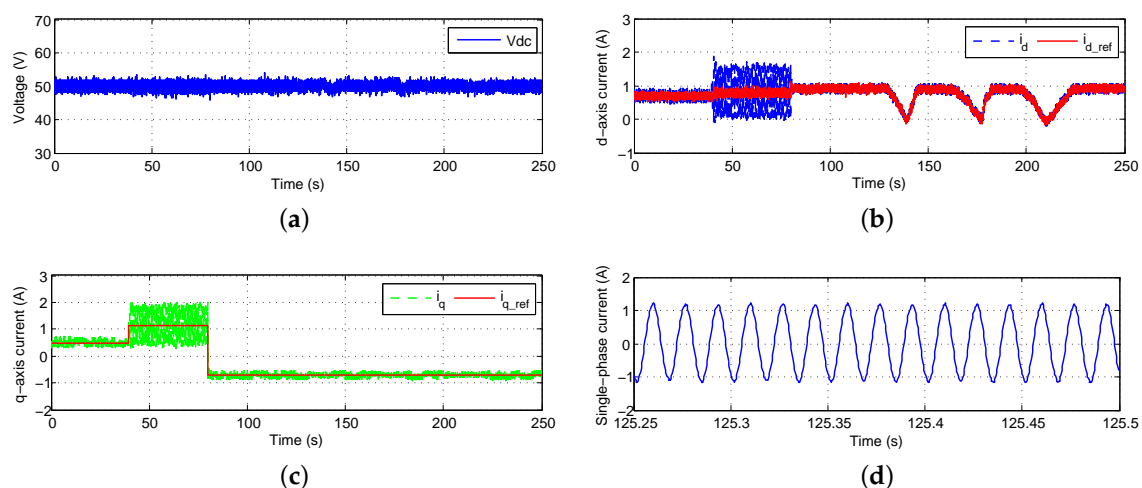 70
60
50
40
30
Voltage (V)
Vdc
0 50 100 150 200 250
Time (s)
(a)
3
2
1
0
−1
d−axis current (A)
i_d i_d_ref
0 50 100 150 200 250
Time (s)
(b)
3
2
1
0
−1
−2
q−axis current (A)
i_q i_q_ref
0 50 100 150 200 250
Time (s)
(c)
2
1
0
−1
−2
Single−phase current (A)
125.25 125.3 125.35 125.4 125.45 125.5
Time (s)
(d)